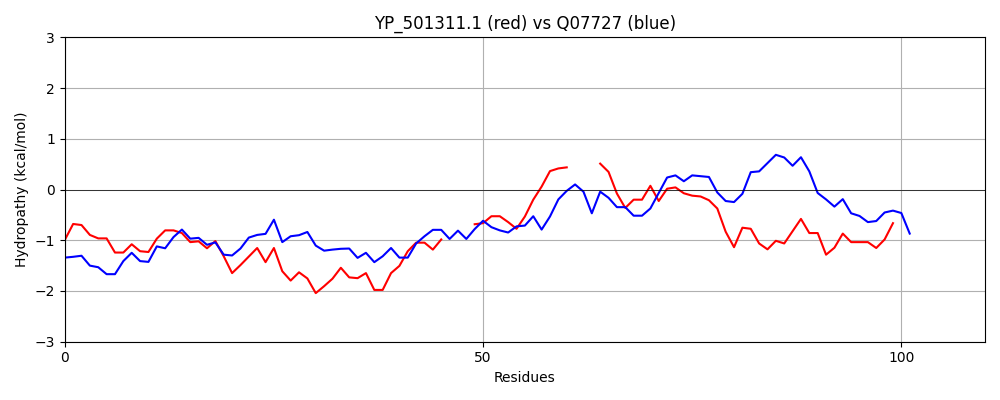 YP_501311.1 (red) vs Q07727 (blue)
Hydropathy (kcal/mol)
3
2
1
0
−1
−2
−3
0 50 100
Residues